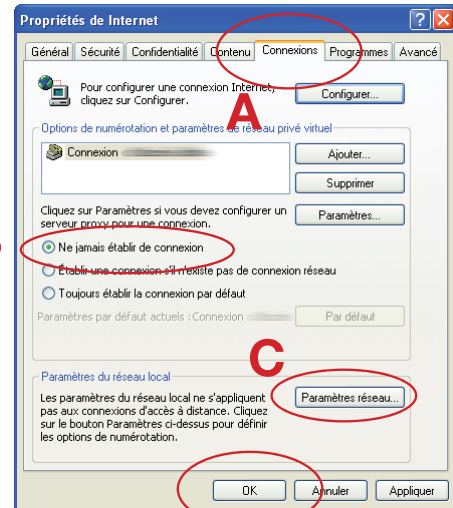 Propriétés de Internet
Général Sécurité Confidentialité Contenu Connexions Programmes Avancé
Pour configurer une connexion Internet,
cliquez sur Configurer.
Configurer...
A
Options de numérotation et paramètres de réseau privé virtuel
Connexion
Ajouter...
Supprimer
Cliquez sur Paramètres si vous devez configurer un
serveur proxy pour une connexion.
Paramètres...
Ne jamais établir de connexion
Établir une connexion s'il n'existe pas de connexion réseau
Toujours établir la connexion par défaut
Paramètres par défaut actuels : Connexion
Par défaut
C
Paramètres du réseau local
Les paramètres du réseau local ne s'appliquent
pas aux connexions d'accès à distance. Cliquez
sur le bouton Paramètres ci-dessus pour définir
les options de numérotation.
Paramètres réseau...
OK Annuler Appliquer